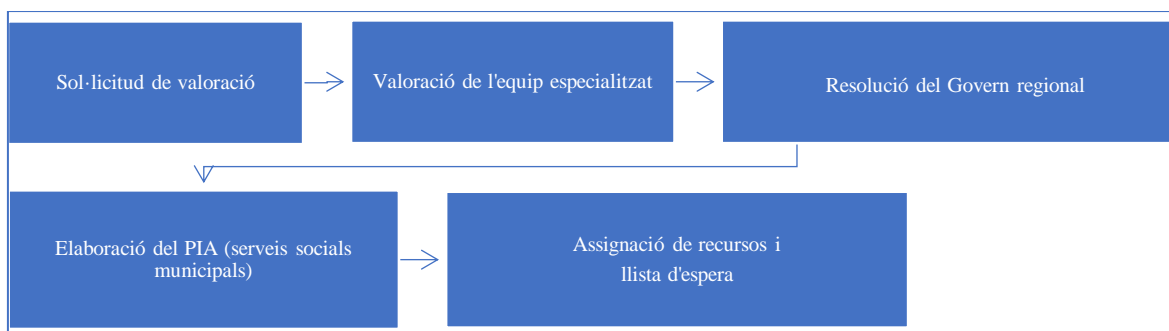 Sol·licitud de valoració
Valoració de l'equip especialitzat
Resolució del Govern regional
Elaboració del PIA (serveis socials
municipals)
Assignació de recursos i
llista d'espera